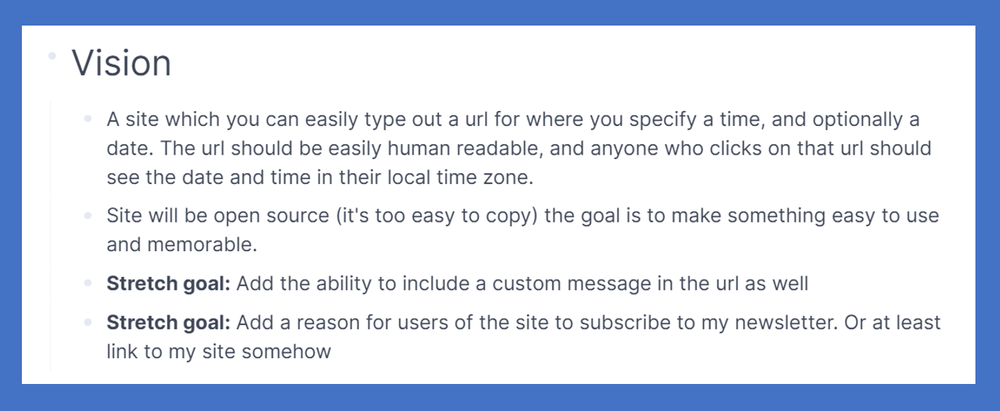 Vision
A site which you can easily type out a url for where you specify a time, and optionally a
date. The url should be easily human readable, and anyone who clicks on that url should
see the date and time in their local time zone.
Site will be open source (it's too easy to copy) the goal is to make something easy to use
and memorable.
Stretch goal: Add the ability to include a custom message in the url as well
Stretch goal: Add a reason for users of the site to subscribe to my newsletter. Or at least
link to my site somehow